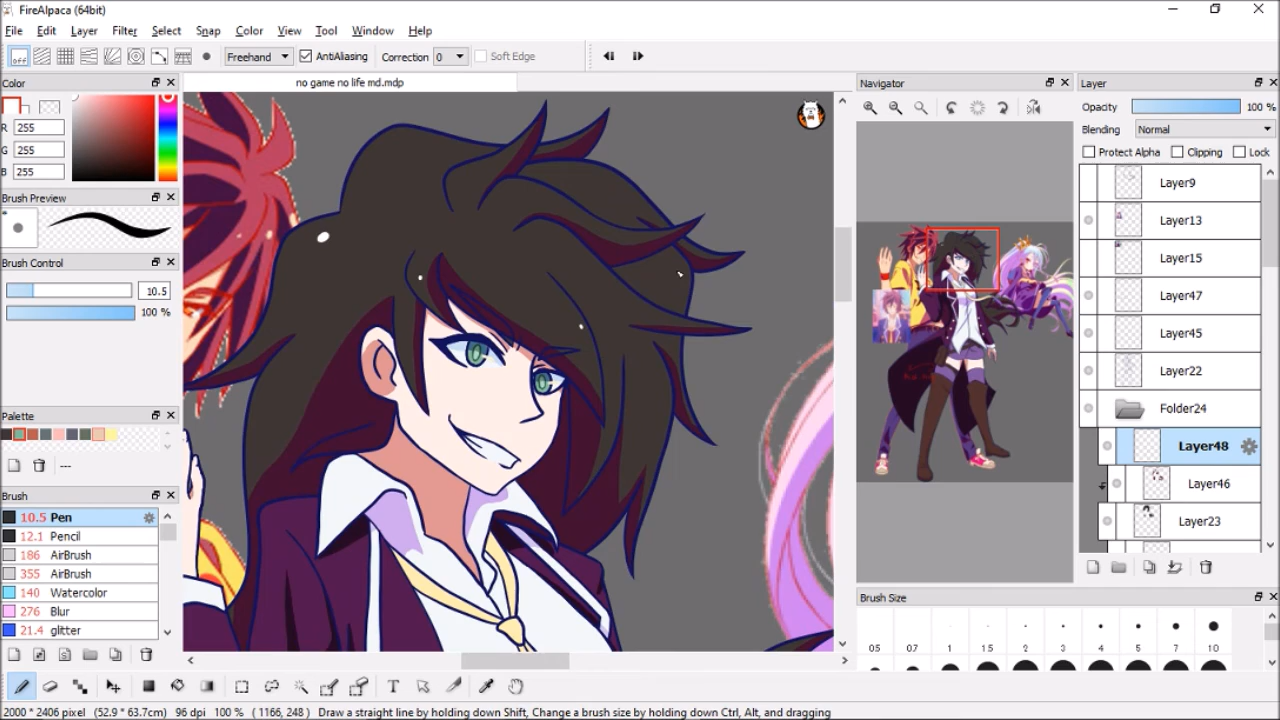 FireAlpaca (64bit)
File Edit Layer Filter Select Snap Color View Tool Window Help
off Freehand AntiAliasing Correction 0 Soft Edge
Color
R 255
G 255
B 255
Brush Preview
Brush Control
10.5
100 %
Palette
---
Brush
10.5 Pen
12.1 Pencil
186 AirBrush
355 AirBrush
140 Watercolor
276 Blur
21.4 glitter
no game no life md.mdp
Navigator
Layer
Opacity 100 %
Blending Normal
Protect Alpha Clipping Lock
Layer9
Layer13
Layer15
Layer47
Layer45
Layer22
Folder24
Layer48
Layer46
Layer23
Brush Size
0.5 0.7 1 1.5 2 3 4 5 7 10
T
2000 * 2406 pixel (52.9 * 63.7cm) 96 dpi 100 % ( 1166, 248 ) Draw a straight line by holding down Shift, Change a brush size by holding down Ctrl, Alt, and dragging